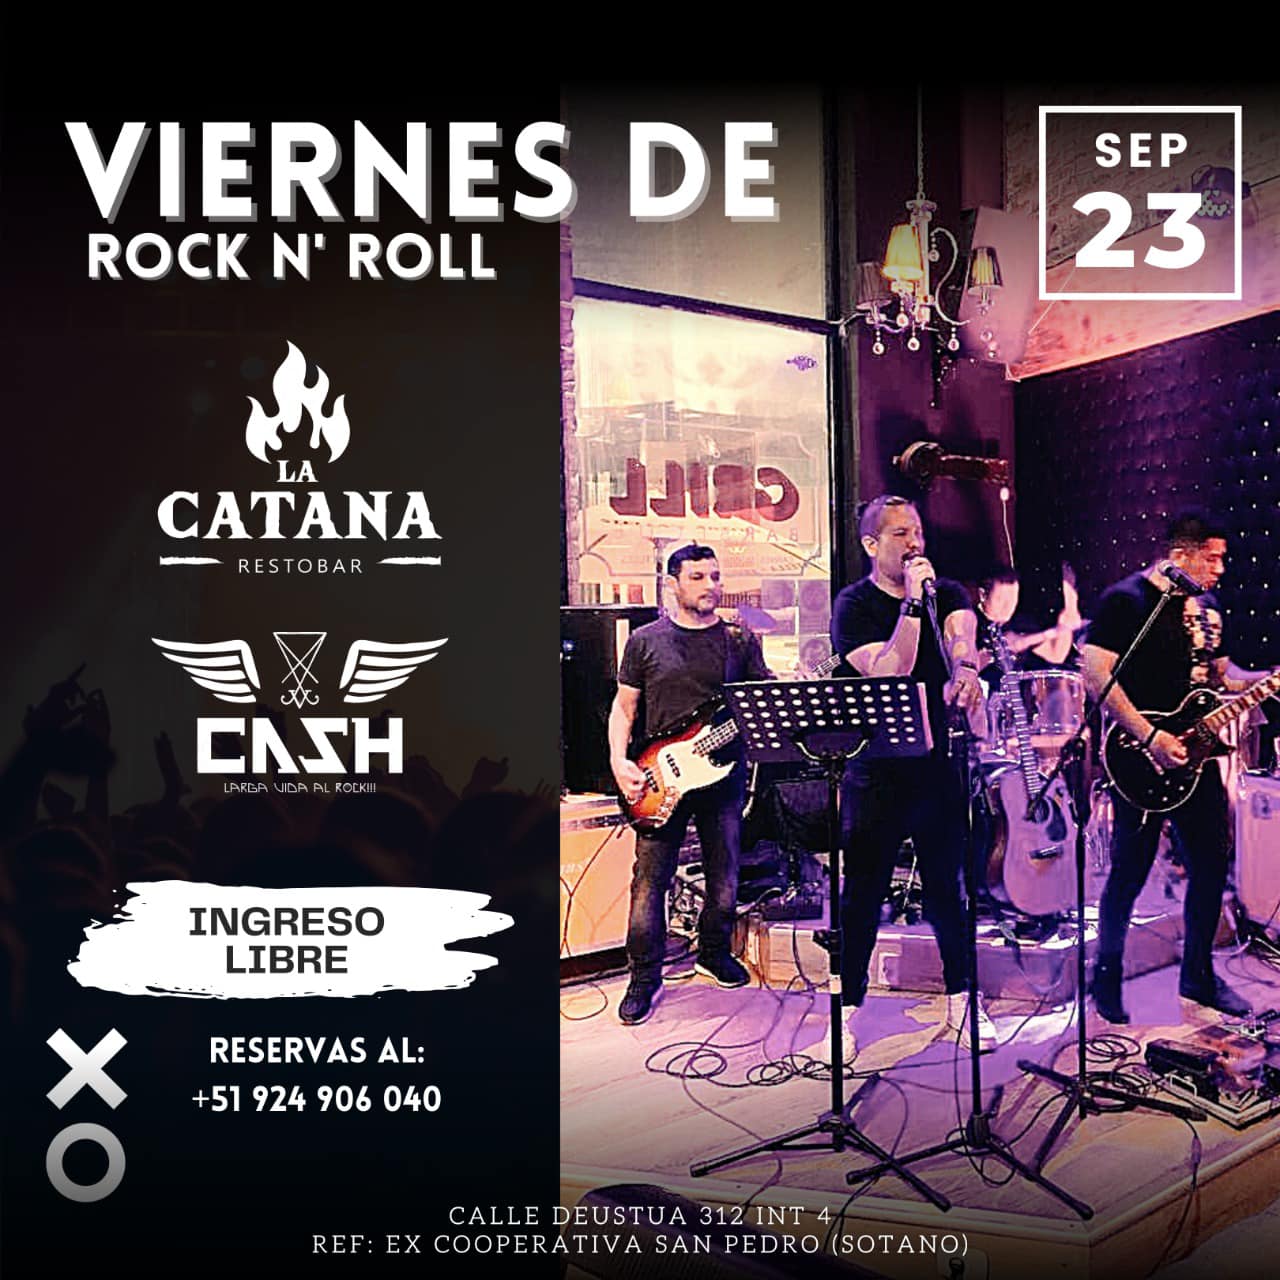 VIERNES DE
ROCK N' ROLL
SEP
23
LA
CATANA
RESTOBAR
CASH
LARGA VIDA AL ROCK!!!
GRILL
INGRESO
LIBRE
RESERVAS AL:
+51 924 906 040
CALLE DEUSTUA 312 INT 4
REF: EX COOPERATIVA SAN PEDRO (SOTANO)